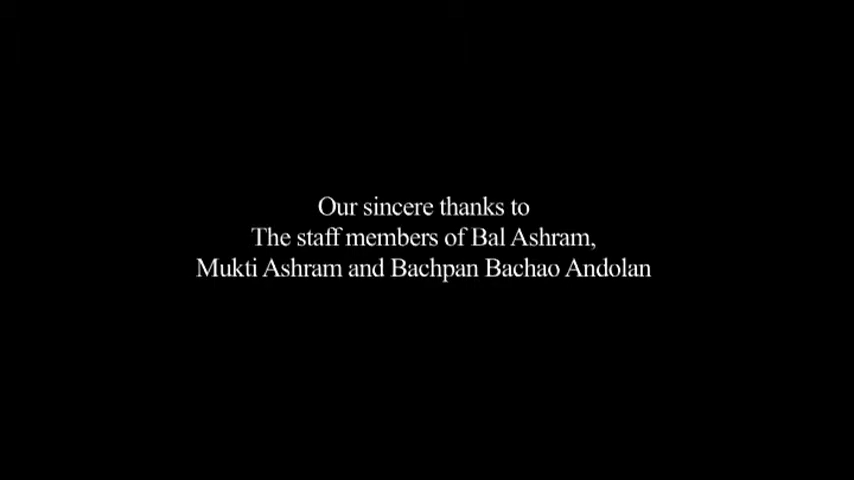 Our sincere thanks to
The staff members of Bal Ashram,
Mukti Ashram and Bachpan Bachao Andolan